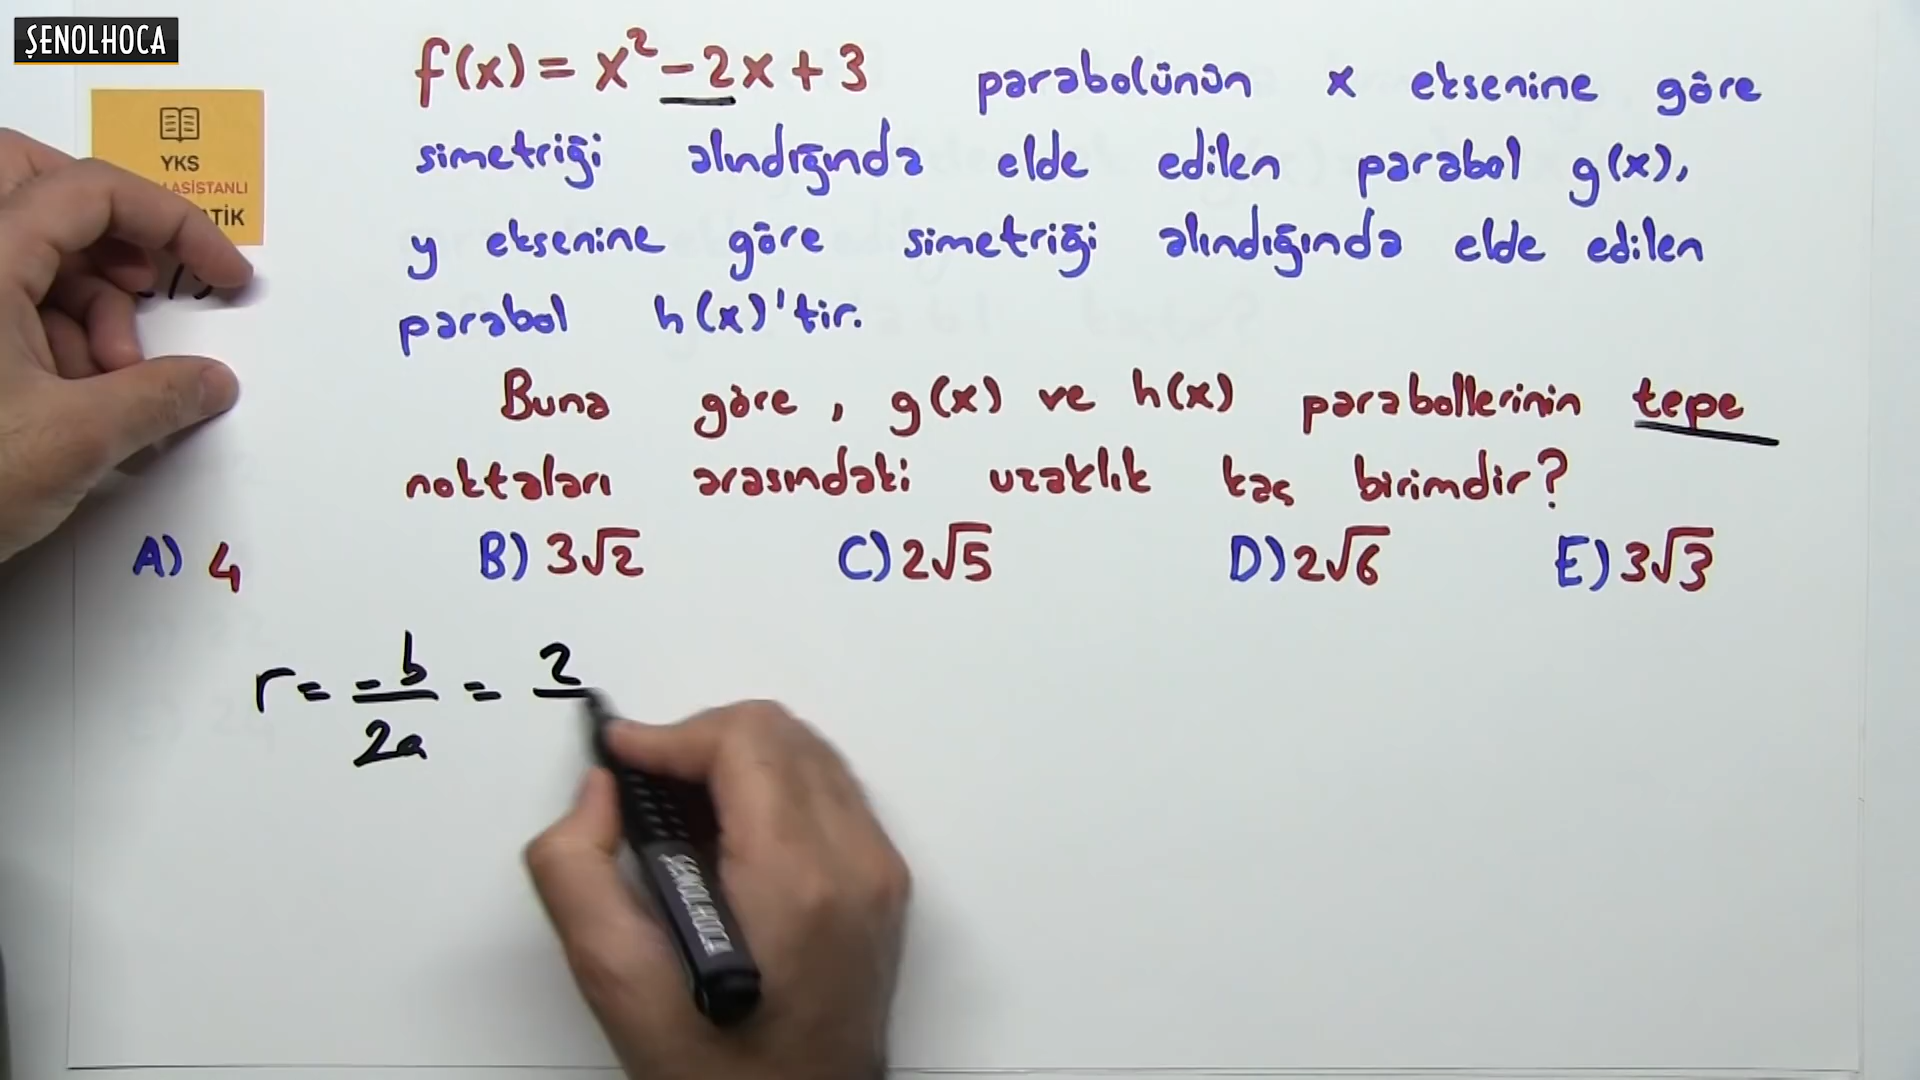 ŞENOLHOCA
YKS
ASİSTANLI
TİK
f(x) = x² - 2x + 3 parabolünün x eksenine göre
simetriği alındığında elde edilen parabol g(x),
y eksenine göre simetriği alındığında elde edilen
parabol h(x)'tir.
Buna göre, g(x) ve h(x) parabollerinin tepe
noktaları arasındaki uzaklık kaç birimdir?
A) 4 B) 3√2 C) 2√5 D) 2√6 E) 3√3
r = -b/2a = 2
ŞENOLHOCA